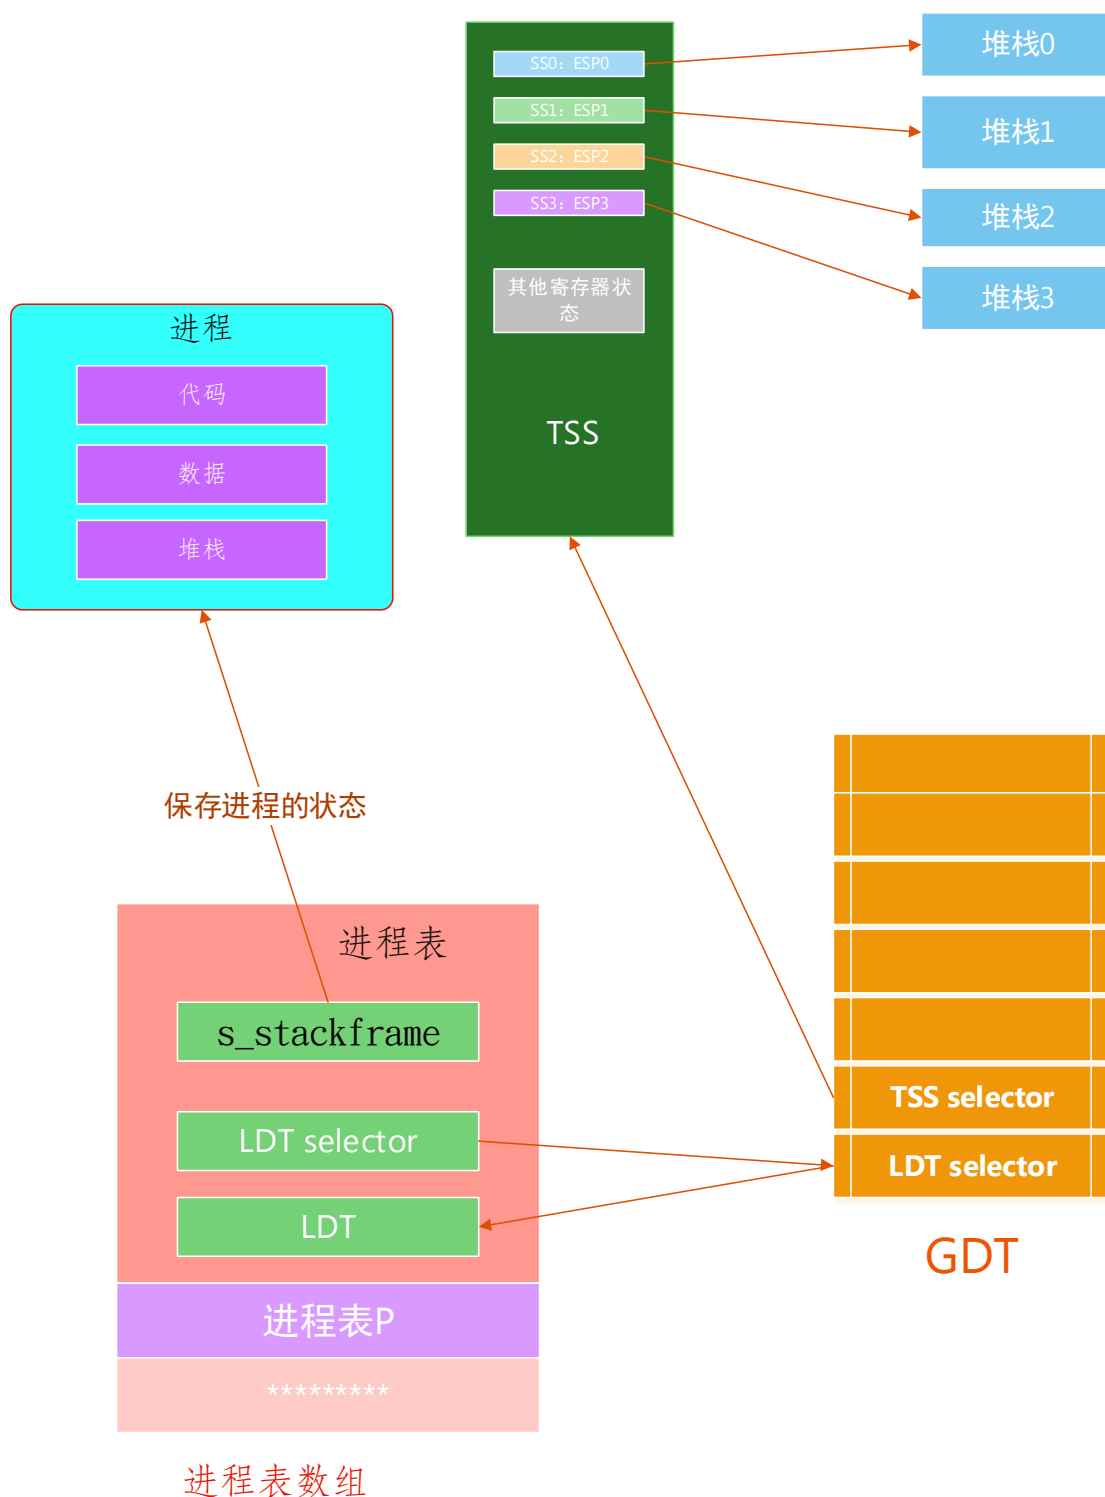 SS0: ESP0
SS1: ESP1
SS2: ESP2
SS3: ESP3
其他寄存器状
态
TSS
堆栈0
堆栈1
堆栈2
堆栈3
进程
代码
数据
堆栈
保存进程的状态
进程表
s_stackframe
LDT selector
LDT
进程表P
*********
进程表数组
TSS selector
LDT selector
GDT